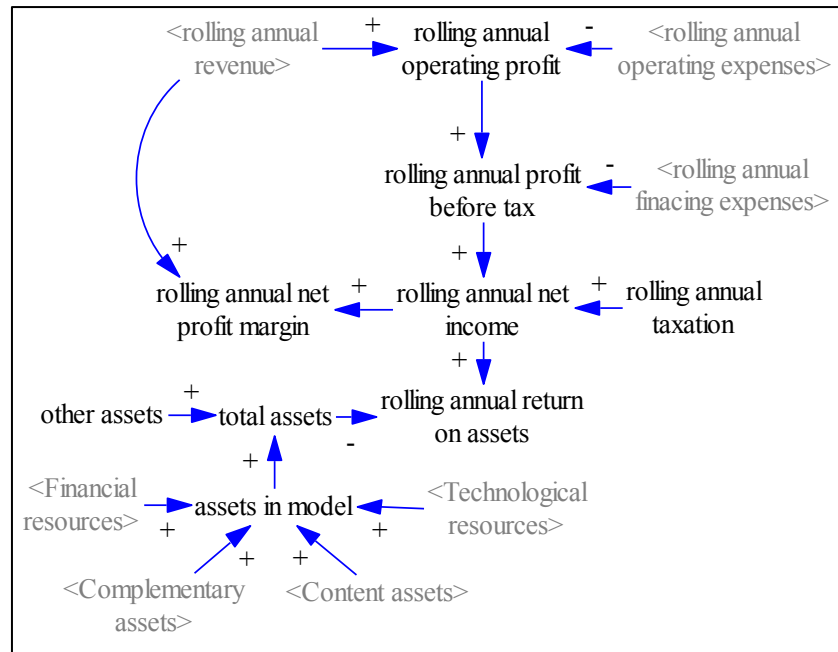 <rolling annual
revenue>
+
rolling annual
operating profit
-
<rolling annual
operating expenses>
+
rolling annual profit
before tax
-
<rolling annual
finacing expenses>
+
+
rolling annual net
profit margin
+
rolling annual net
income
+
rolling annual
taxation
+
other assets
+
total assets
-
rolling annual return
on assets
+
<Financial
resources>
+
assets in model
<Technological
resources>
+
+
+
<Complementary
assets>
<Content assets>